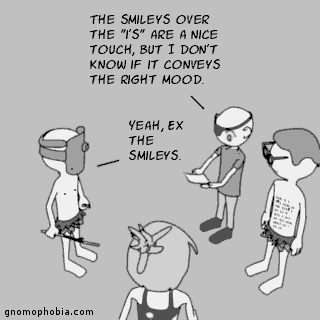 THE SMILEYS OVER
THE "I'S" ARE A NICE
TOUCH, BUT I DON'T
KNOW IF IT CONVEYS
THE RIGHT MOOD.
YEAH, EX
THE
SMILEYS.
gnomophobia.com